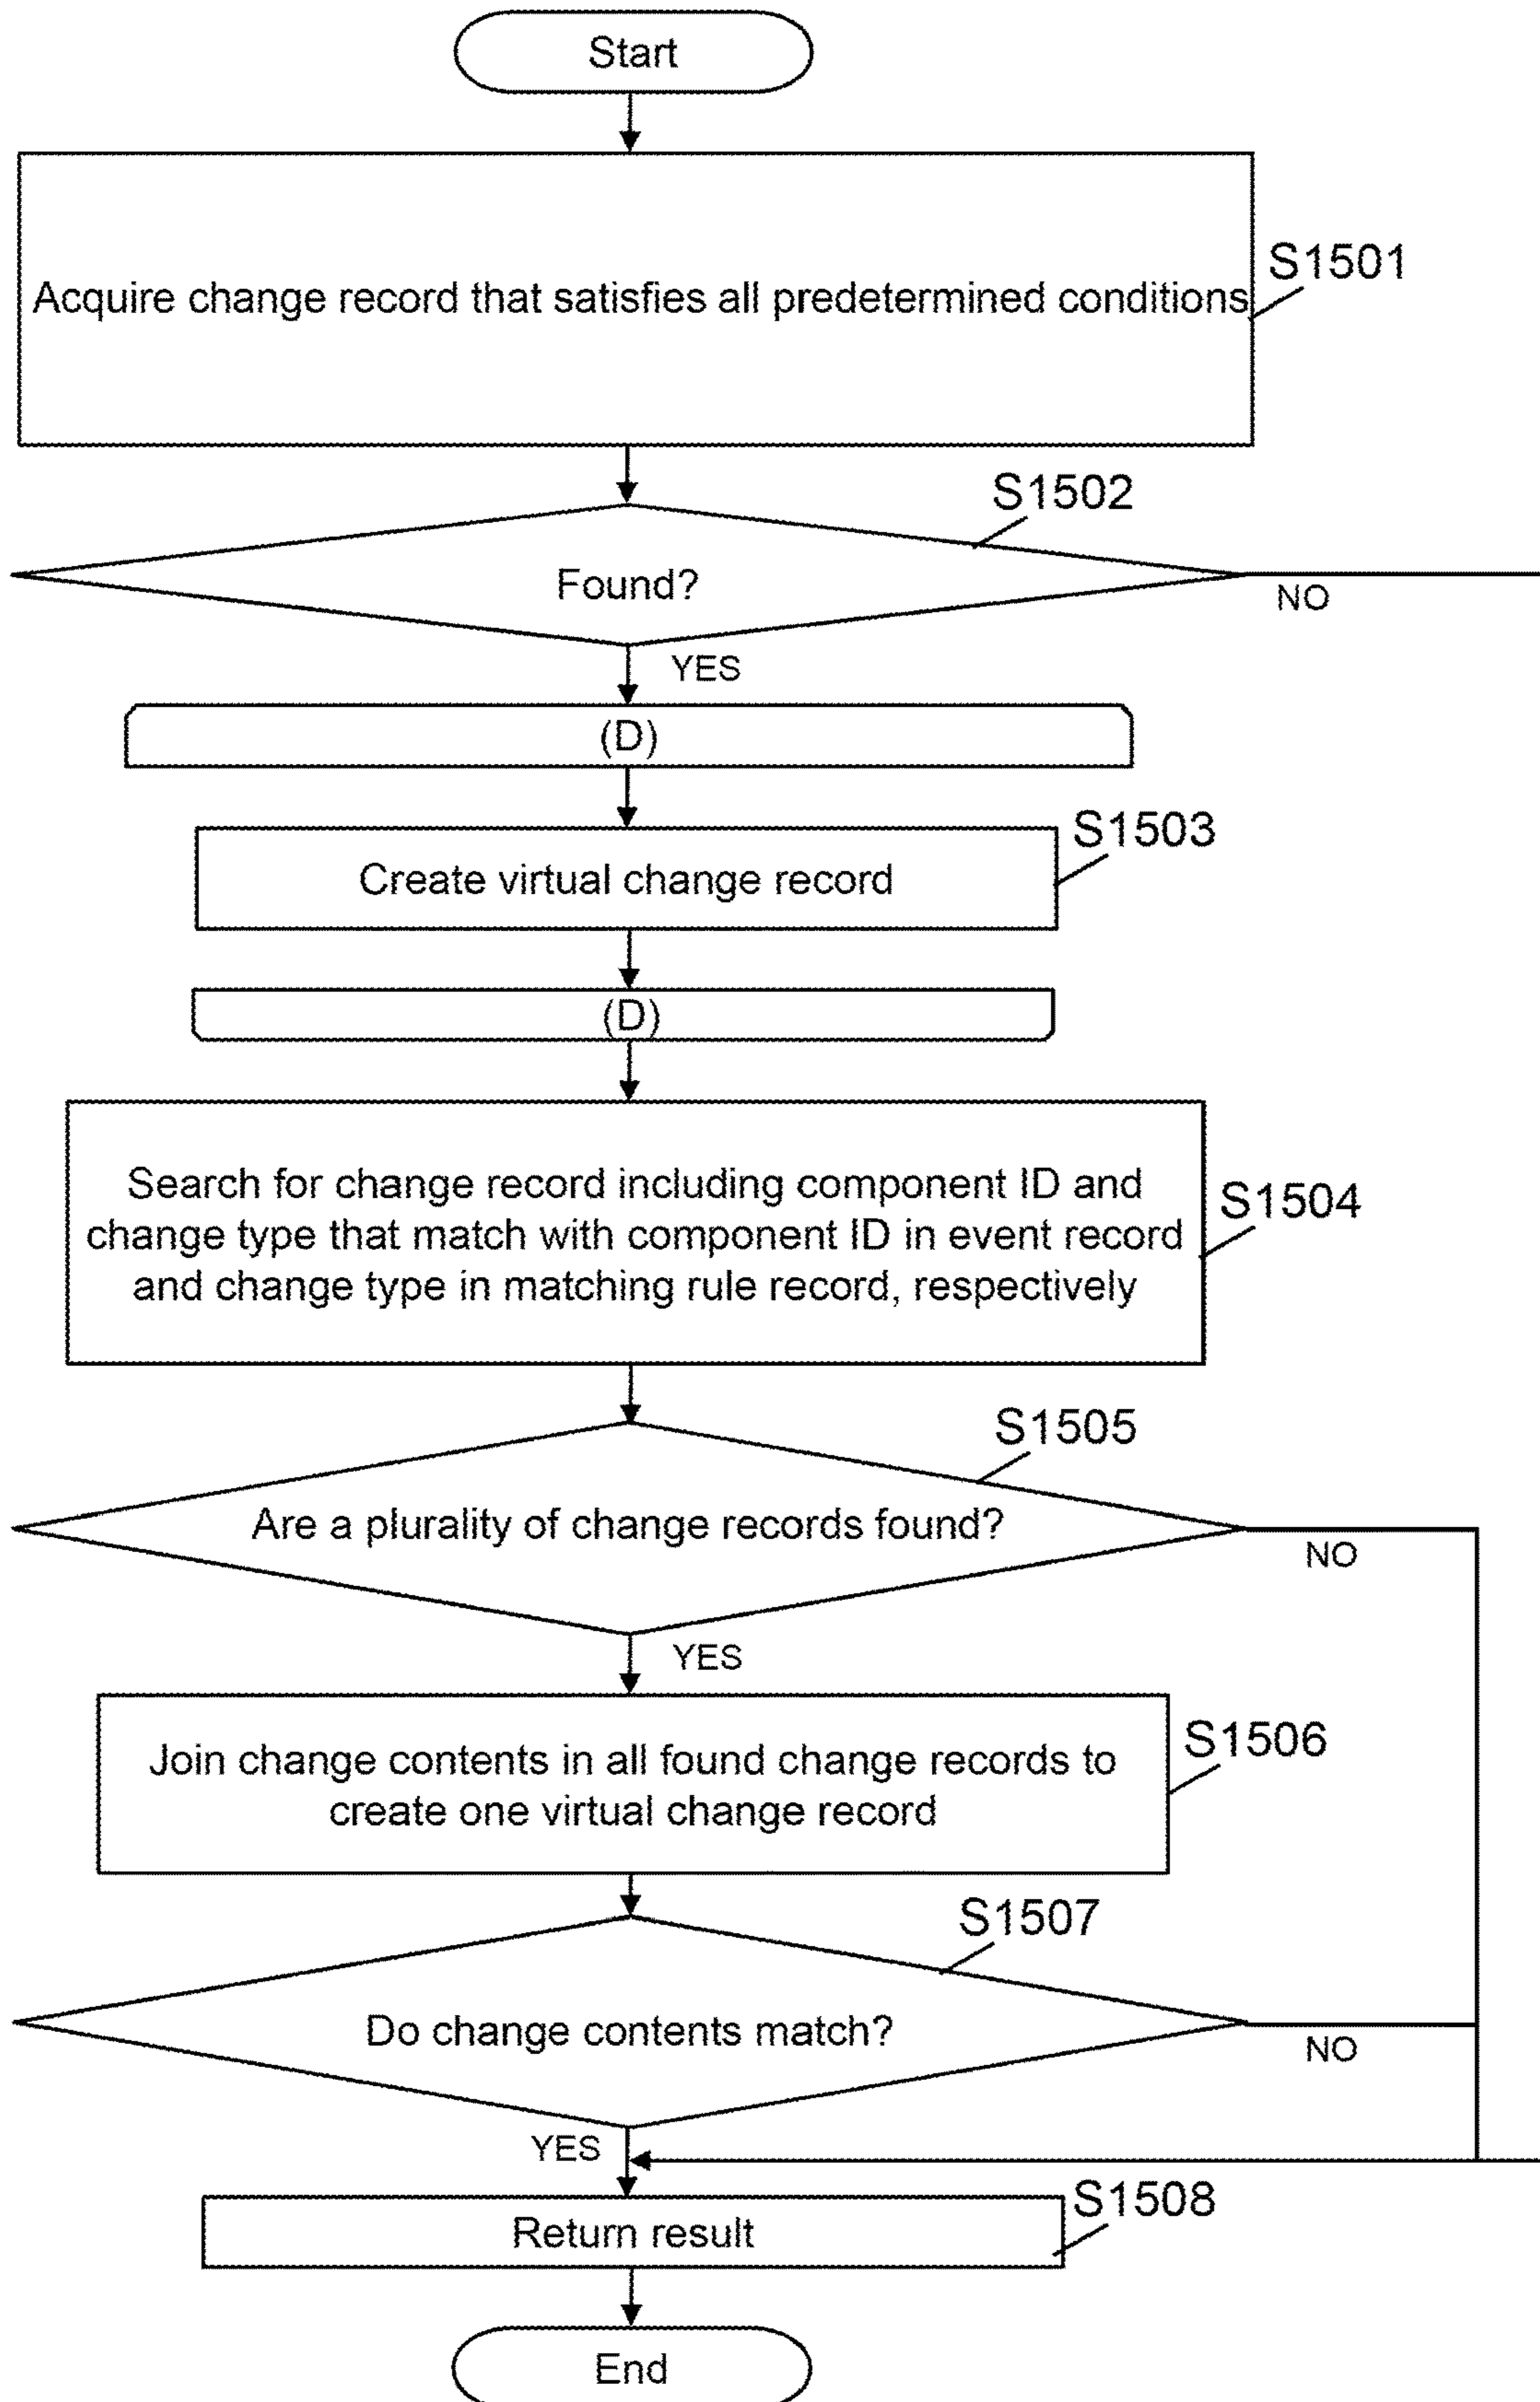 Start
Acquire change record that satisfies all predetermined conditions
S1501
S1502
Found?
NO
YES
(D)
S1503
Create virtual change record
(D)
Search for change record including component ID and
change type that match with component ID in event record
and change type in matching rule record, respectively
S1504
S1505
Are a plurality of change records found?
NO
YES
Join change contents in all found change records to
create one virtual change record
S1506
S1507
Do change contents match?
NO
YES
S1508
Return result
End